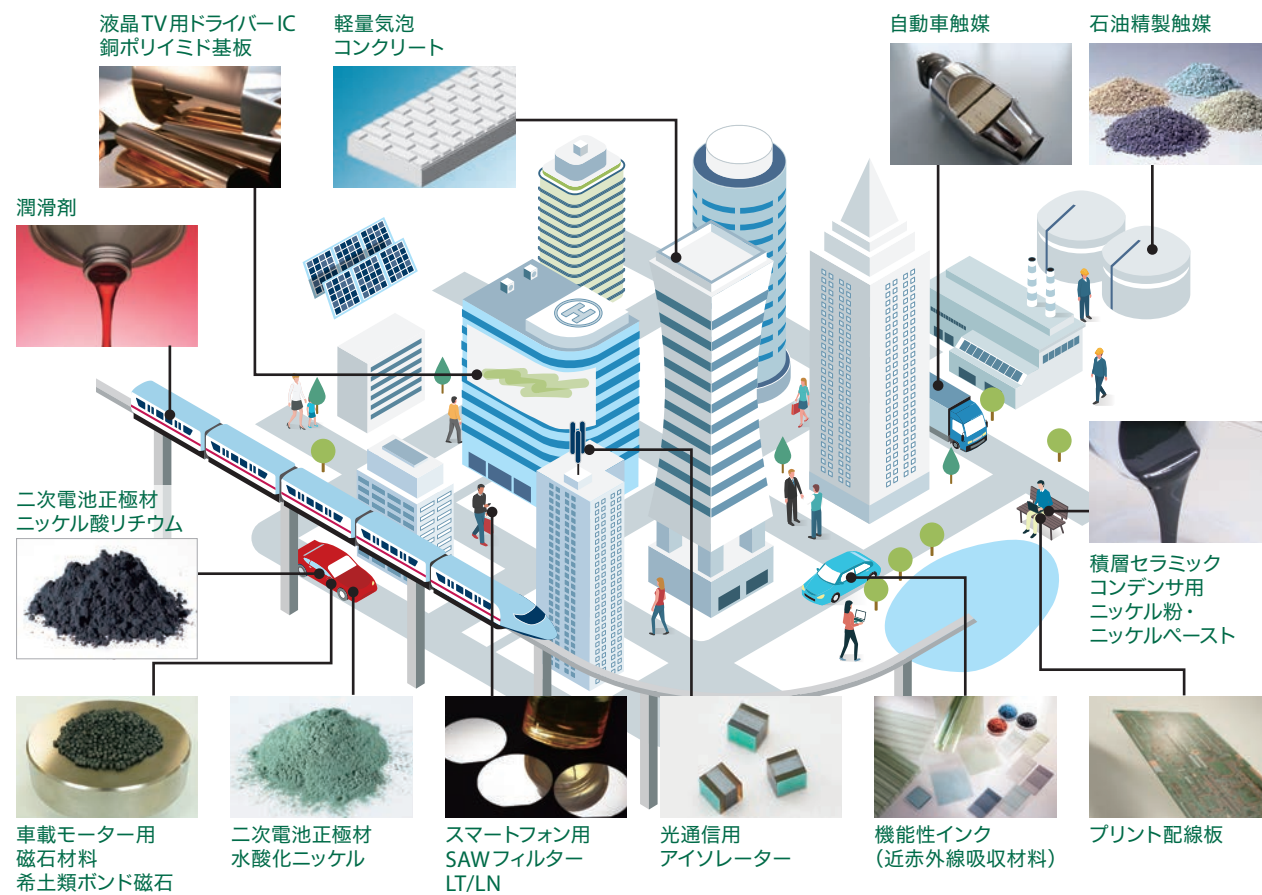 液晶TV用ドライバーIC
銅ポリイミド基板
軽量気泡
コンクリート
自動車触媒
石油精製触媒
潤滑剤
H
二次電池正極材
ニッケル酸リチウム
積層セラミック
コンデンサ用
ニッケル粉・
ニッケルペースト
車載モーター用
磁石材料
希土類ボンド磁石
二次電池正極材
水酸化ニッケル
スマートフォン用
SAWフィルター
LT/LN
光通信用
アイソレーター
機能性インク
（近赤外線吸収材料）
プリント配線板